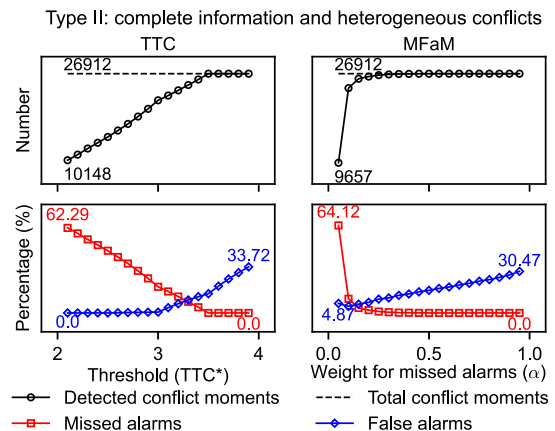 Type II: complete information and heterogeneous conflicts
TTC
MFaM
Number
26912
10148
26912
9657
Percentage (%)
62.29
33.72
0.0
0.0
64.12
30.47
4.87
0.0
2 3 4
0.0 0.5 1.0
Threshold (TTC*)
Weight for missed alarms (α)
Detected conflict moments
Total conflict moments
Missed alarms
False alarms